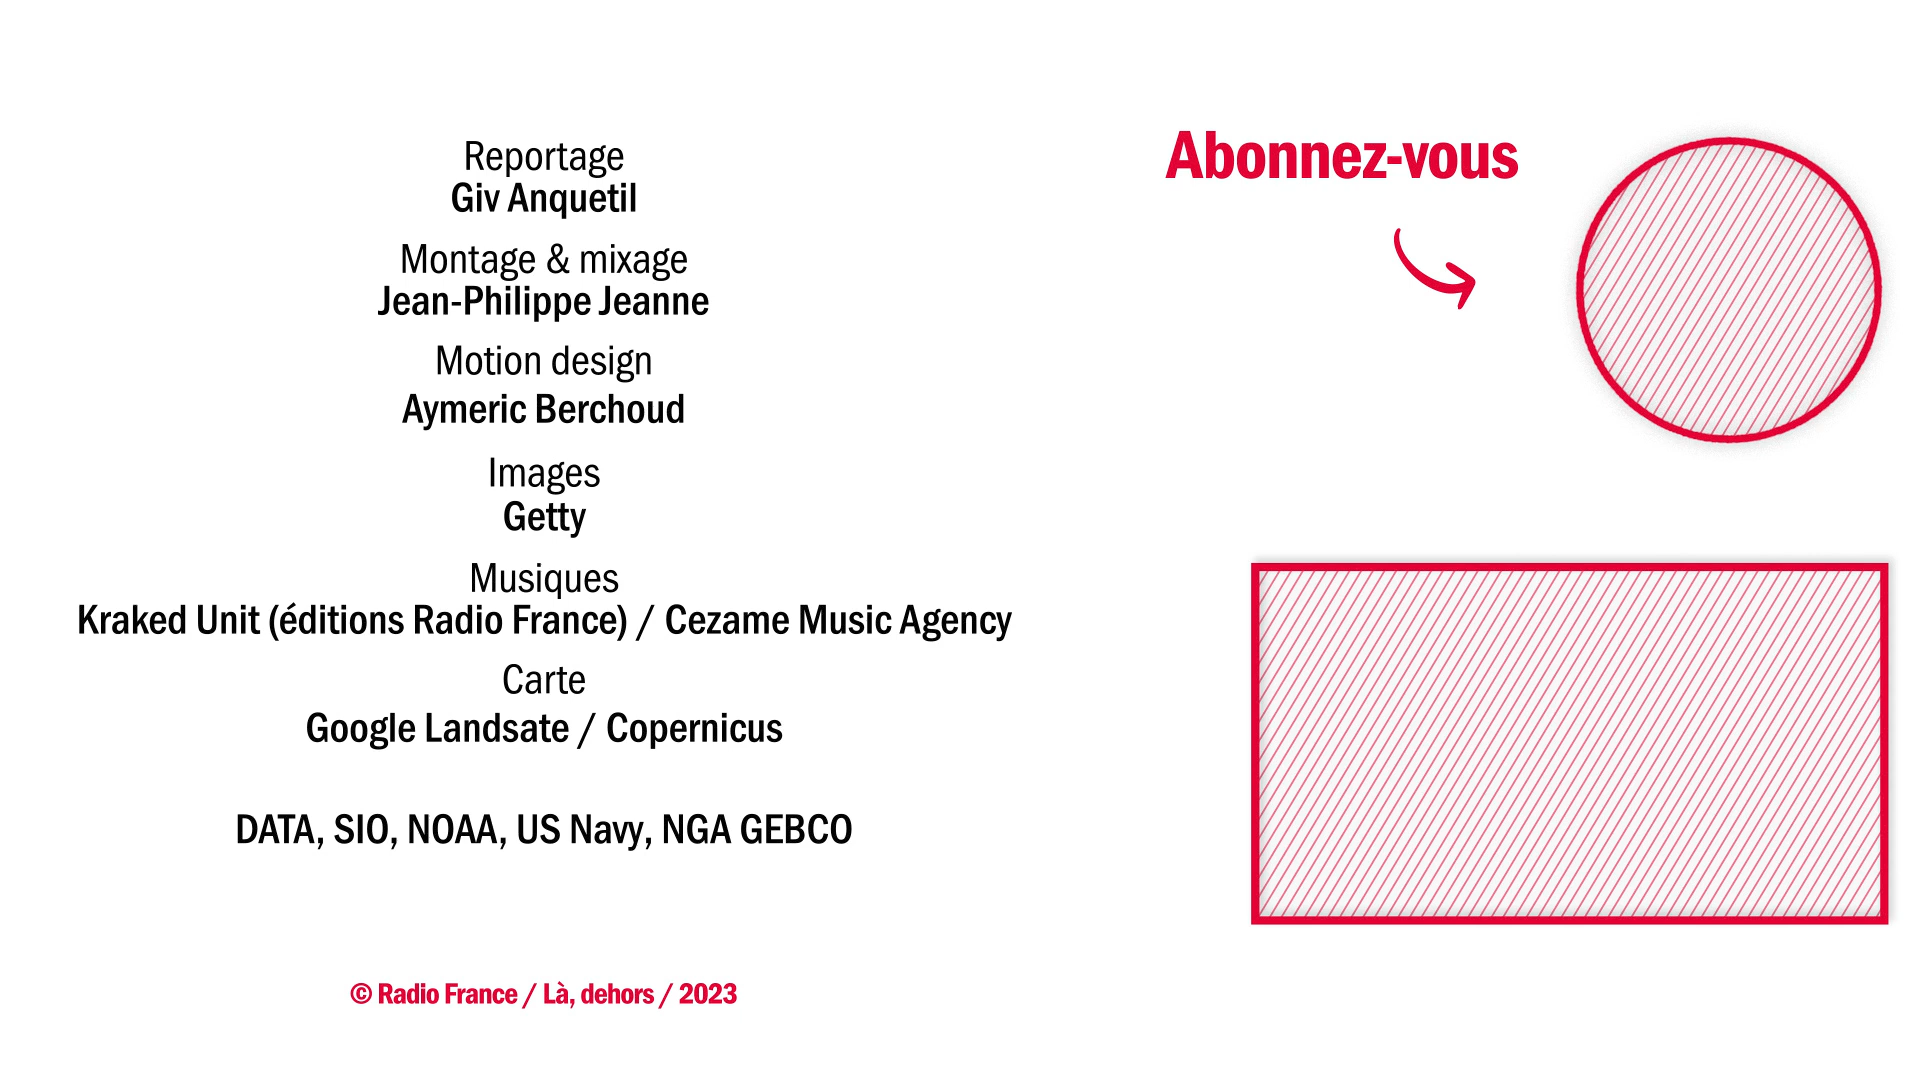 Reportage
Giv Anquetil
Montage & mixage
Jean-Philippe Jeanne
Motion design
Aymeric Berchoud
Images
Getty
Musiques
Kraked Unit (éditions Radio France) / Cezame Music Agency
Carte
Google Landsate / Copernicus
DATA, SIO, NOAA, US Navy, NGA GEBCO
© Radio France / Là, dehors / 2023
Abonnez-vous